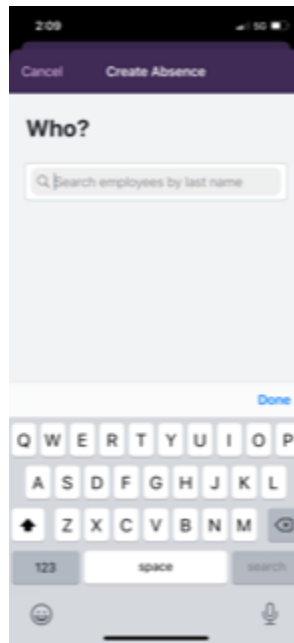 2:09
5G
Cancel Create Absence
Who?
Search employees by last name
Done
Q W E R T Y U I O P
A S D F G H J K L
Z X C V B N M
123 space search